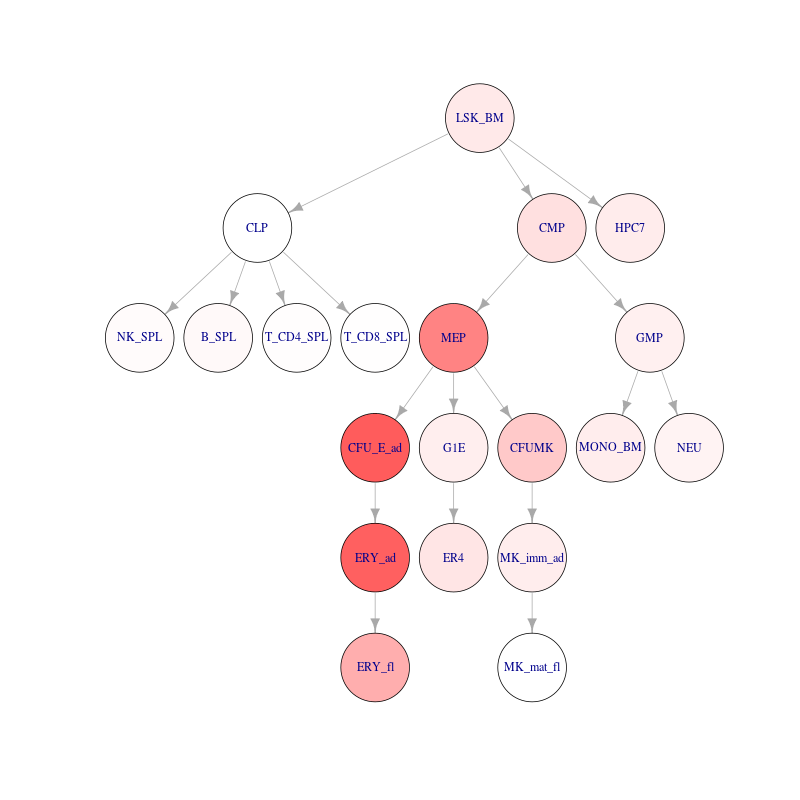 LSK_BM
CLP
CMP
HPC7
NK_SPL
B_SPL
T_CD4_SPL
T_CD8_SPL
MEP
GMP
CFU_E_ad
G1E
CFUMK
MONO_BM
NEU
ERY_ad
ER4
MK_imm_ad
ERY_fl
MK_mat_fl